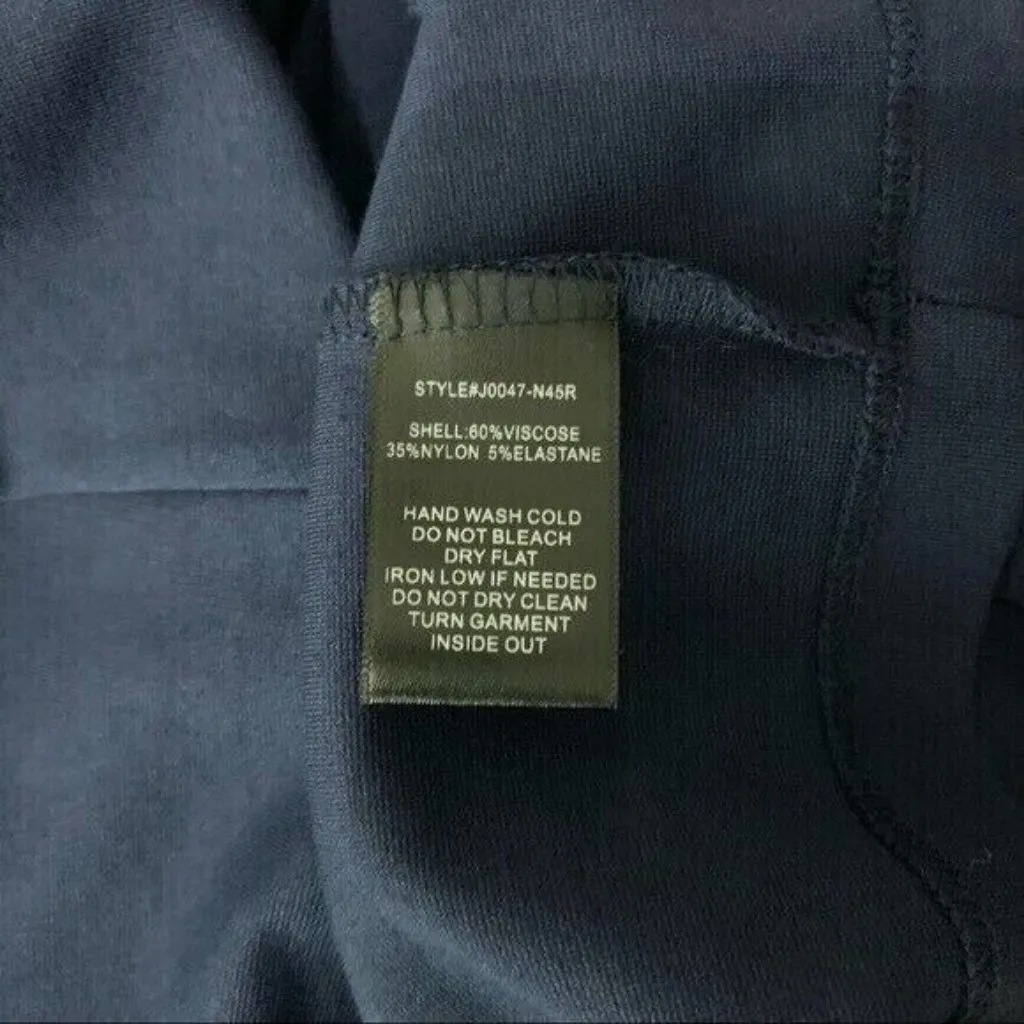 STYLE#J0047-N45R
SHELL:60%VISCOSE
35%NYLON 5%ELASTANE
HAND WASH COLD
DO NOT BLEACH
DRY FLAT
IRON LOW IF NEEDED
DO NOT DRY CLEAN
TURN GARMENT
INSIDE OUT